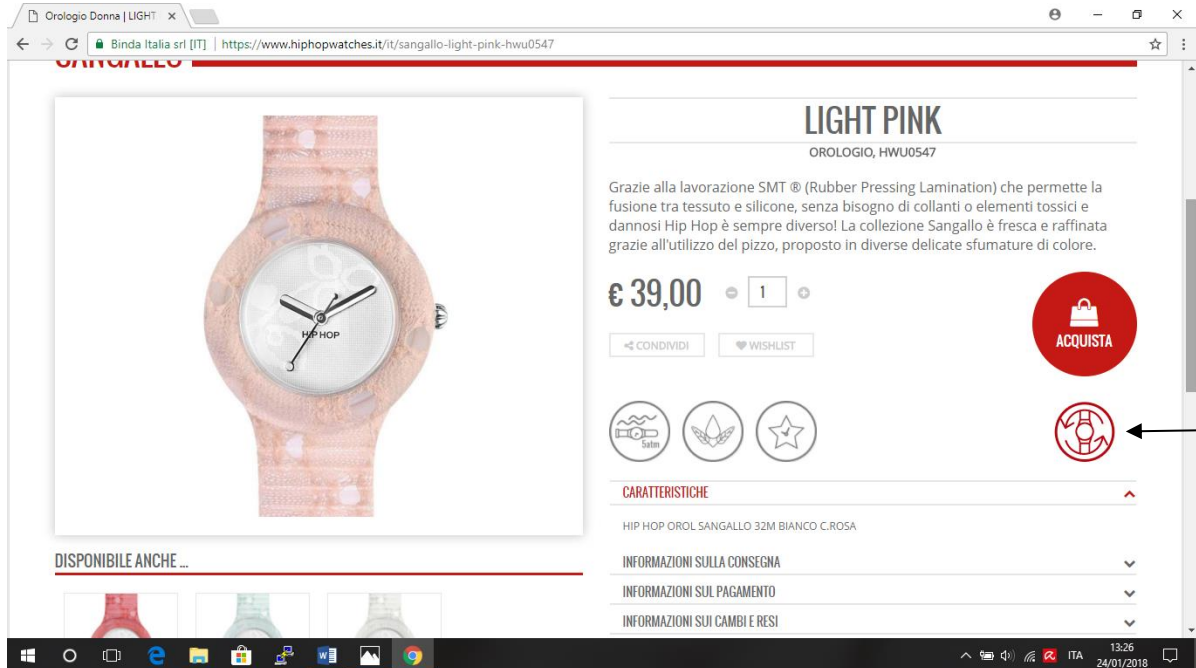 Orologio Donna | LIGHT
Binda Italia srl [IT] | https://www.hiphopwatches.it/it/sangallo-light-pink-hwu0547
SANGALLO
LIGHT PINK
OROLOGIO, HWU0547
Grazie alla lavorazione SMT ® (Rubber Pressing Lamination) che permette la
fusione tra tessuto e silicone, senza bisogno di collanti o elementi tossici e
dannosi Hip Hop è sempre diverso! La collezione Sangallo è fresca e raffinata
grazie all'utilizzo del pizzo, proposto in diverse delicate sfumature di colore.
€ 39,00 1
ACQUISTA
CONDIVIDI WISHLIST
HIP HOP
5atm
CARATTERISTICHE
HIP HOP OROL SANGALLO 32M BIANCO C.ROSA
INFORMAZIONI SULLA CONSEGNA
INFORMAZIONI SUL PAGAMENTO
INFORMAZIONI SUI CAMBI E RESI
DISPONIBILE ANCHE ...
ITA
13:26
24/01/2018